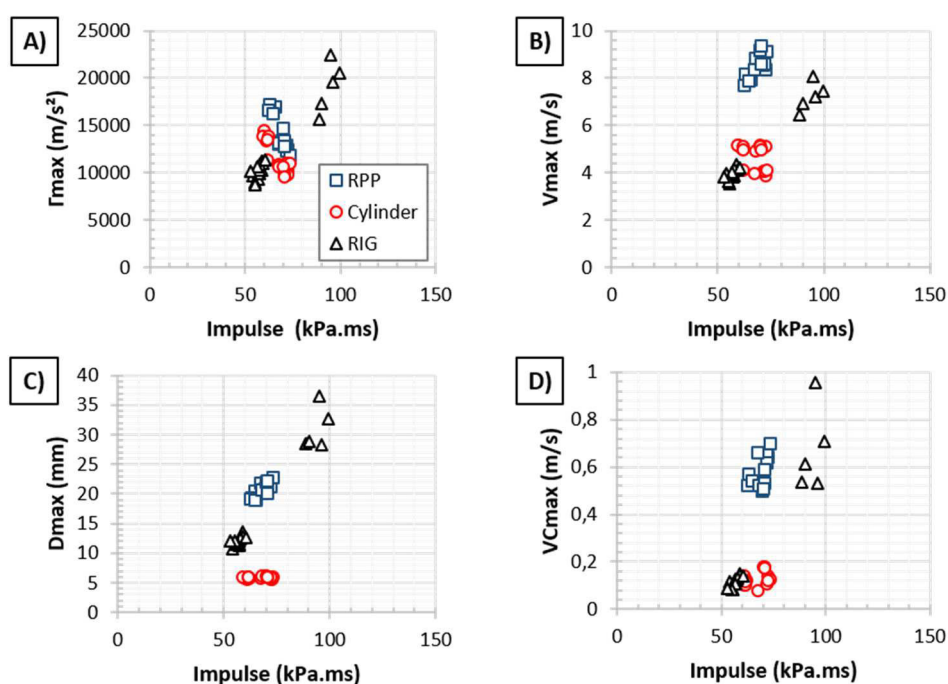 A)
25000
20000
15000
10000
5000
0
Γmax (m/s²)
0 50 100 150
Impulse (kPa.ms)
RPP
Cylinder
RIG
B)
10
8
6
4
2
0
Vmax (m/s)
0 50 100 150
Impulse (kPa.ms)
C)
40
35
30
25
20
15
10
5
0
Dmax (mm)
0 50 100 150
Impulse (kPa.ms)
D)
1
0,8
0,6
0,4
0,2
0
VCmax (m/s)
0 50 100 150
Impulse (kPa.ms)